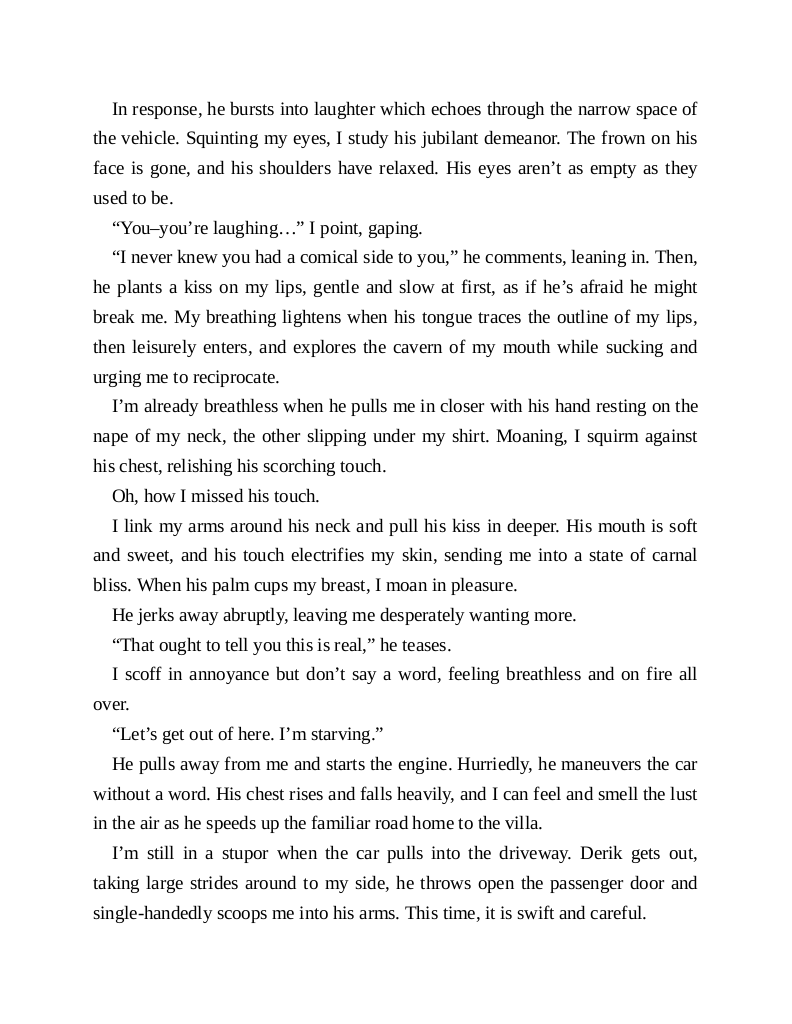 In response, he bursts into laughter which echoes through the narrow space of
the vehicle. Squinting my eyes, I study his jubilant demeanor. The frown on his
face is gone, and his shoulders have relaxed. His eyes aren’t as empty as they
used to be.
“You–you’re laughing…” I point, gaping.
“I never knew you had a comical side to you,” he comments, leaning in. Then,
he plants a kiss on my lips, gentle and slow at first, as if he’s afraid he might
break me. My breathing lightens when his tongue traces the outline of my lips,
then leisurely enters, and explores the cavern of my mouth while sucking and
urging me to reciprocate.
I’m already breathless when he pulls me in closer with his hand resting on the
nape of my neck, the other slipping under my shirt. Moaning, I squirm against
his chest, relishing his scorching touch.
Oh, how I missed his touch.
I link my arms around his neck and pull his kiss in deeper. His mouth is soft
and sweet, and his touch electrifies my skin, sending me into a state of carnal
bliss. When his palm cups my breast, I moan in pleasure.
He jerks away abruptly, leaving me desperately wanting more.
“That ought to tell you this is real,” he teases.
I scoff in annoyance but don’t say a word, feeling breathless and on fire all
over.
“Let’s get out of here. I’m starving.”
He pulls away from me and starts the engine. Hurriedly, he maneuvers the car
without a word. His chest rises and falls heavily, and I can feel and smell the lust
in the air as he speeds up the familiar road home to the villa.
I’m still in a stupor when the car pulls into the driveway. Derik gets out,
taking large strides around to my side, he throws open the passenger door and
single-handedly scoops me into his arms. This time, it is swift and careful.